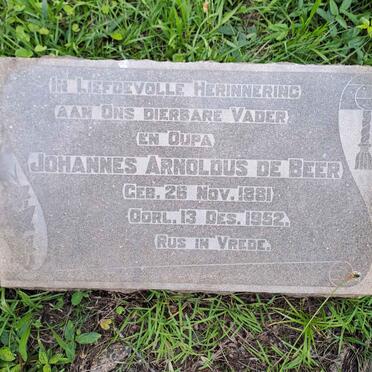 In Liefdevolle Herinnering
aan Ons dierbare Vader
en Oupa
Johannes Arnoldus de Beer
Geb. 26 Nov. 1881
Oorl. 13 Des. 1952.
Rus in Vrede.